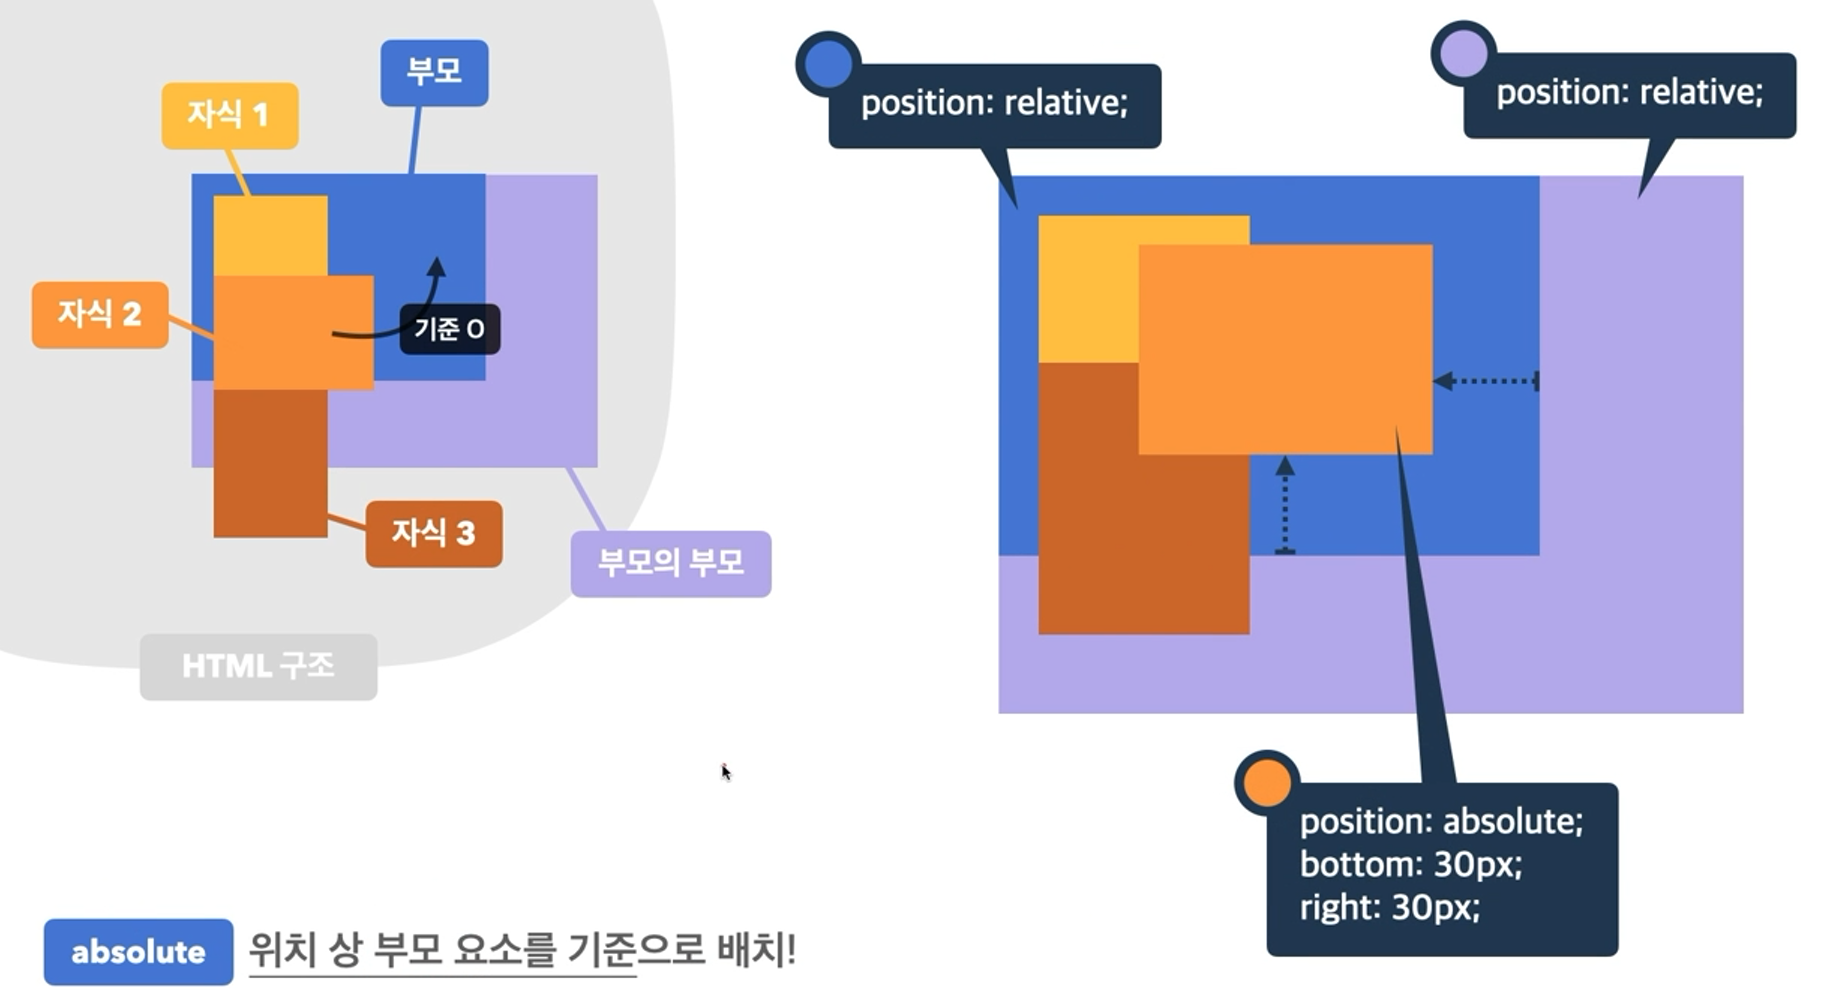 부모
자식 1
자식 2
기준 O
자식 3
부모의 부모
HTML 구조
position: relative;
position: relative;
position: absolute;
bottom: 30px;
right: 30px;
absolute 위치 상 부모 요소를 기준으로 배치!